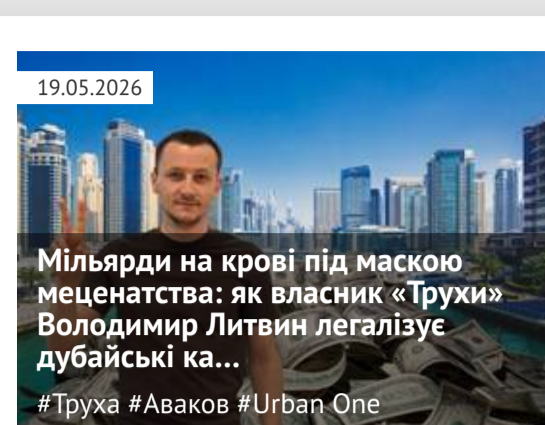 19.05.2026
Мільярди на крові під маскою
меценатства: як власник «Трухи»
Володимир Литвин легалізує
дубайські ка...
#Труха #Аваков #Urban One